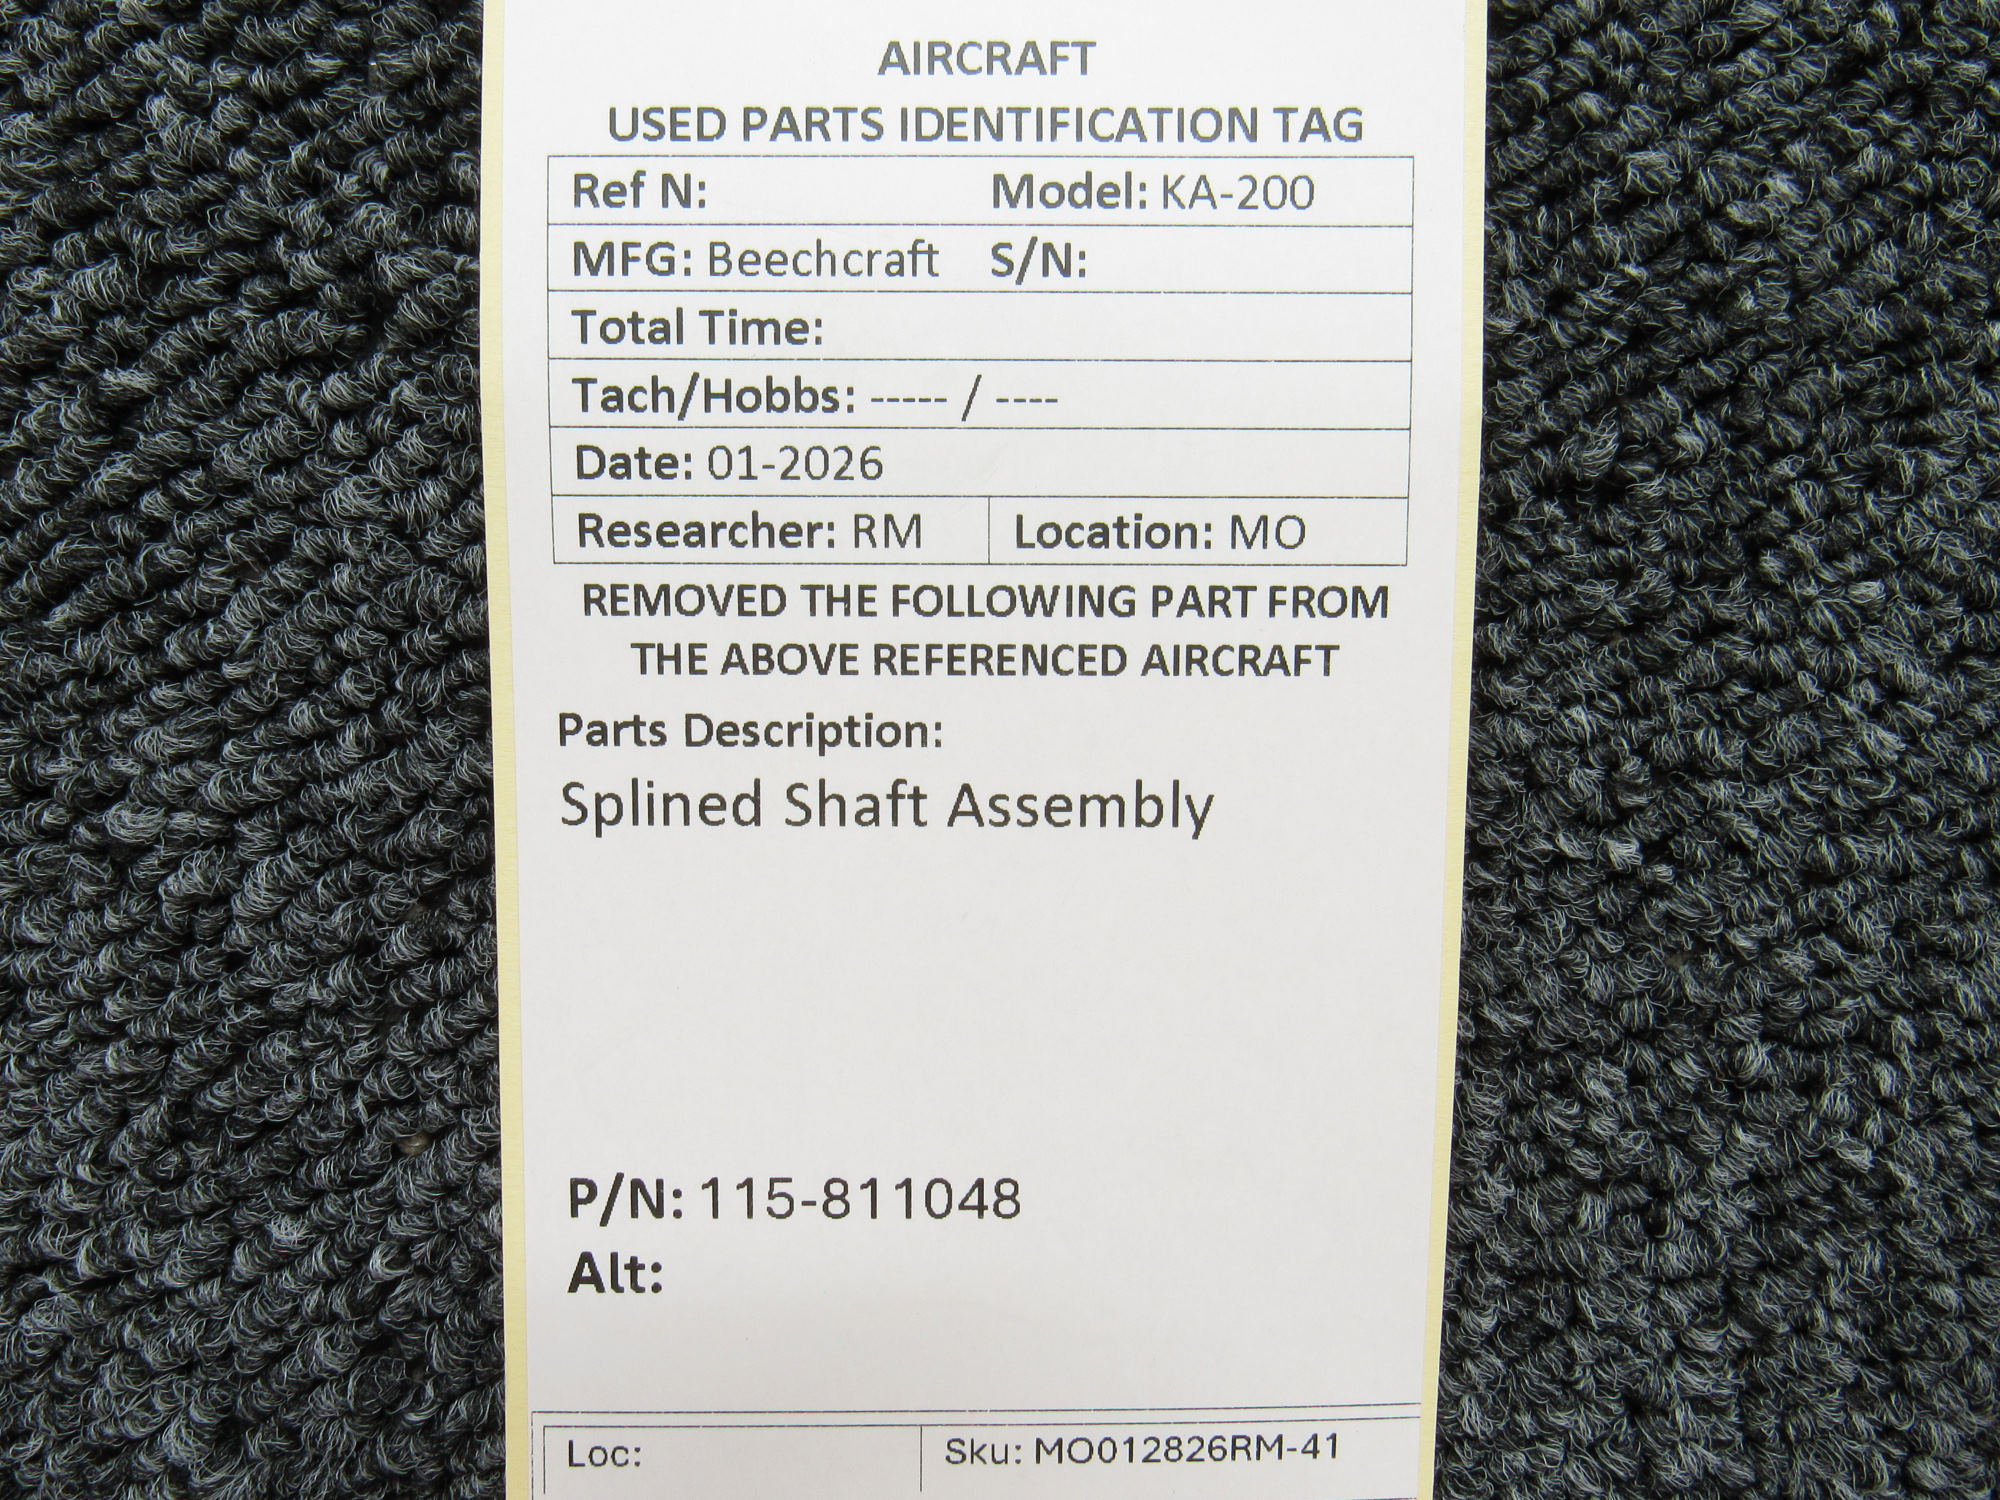 AIRCRAFT
USED PARTS IDENTIFICATION TAG
Ref N: Model: KA-200
MFG: Beechcraft S/N:
Total Time:
Tach/Hobbs: ----- / ----
Date: 01-2026
Researcher: RM Location: MO
REMOVED THE FOLLOWING PART FROM
THE ABOVE REFERENCED AIRCRAFT
Parts Description:
Splined Shaft Assembly
P/N: 115-811048
Alt:
Loc: Sku: MO012826RM-41